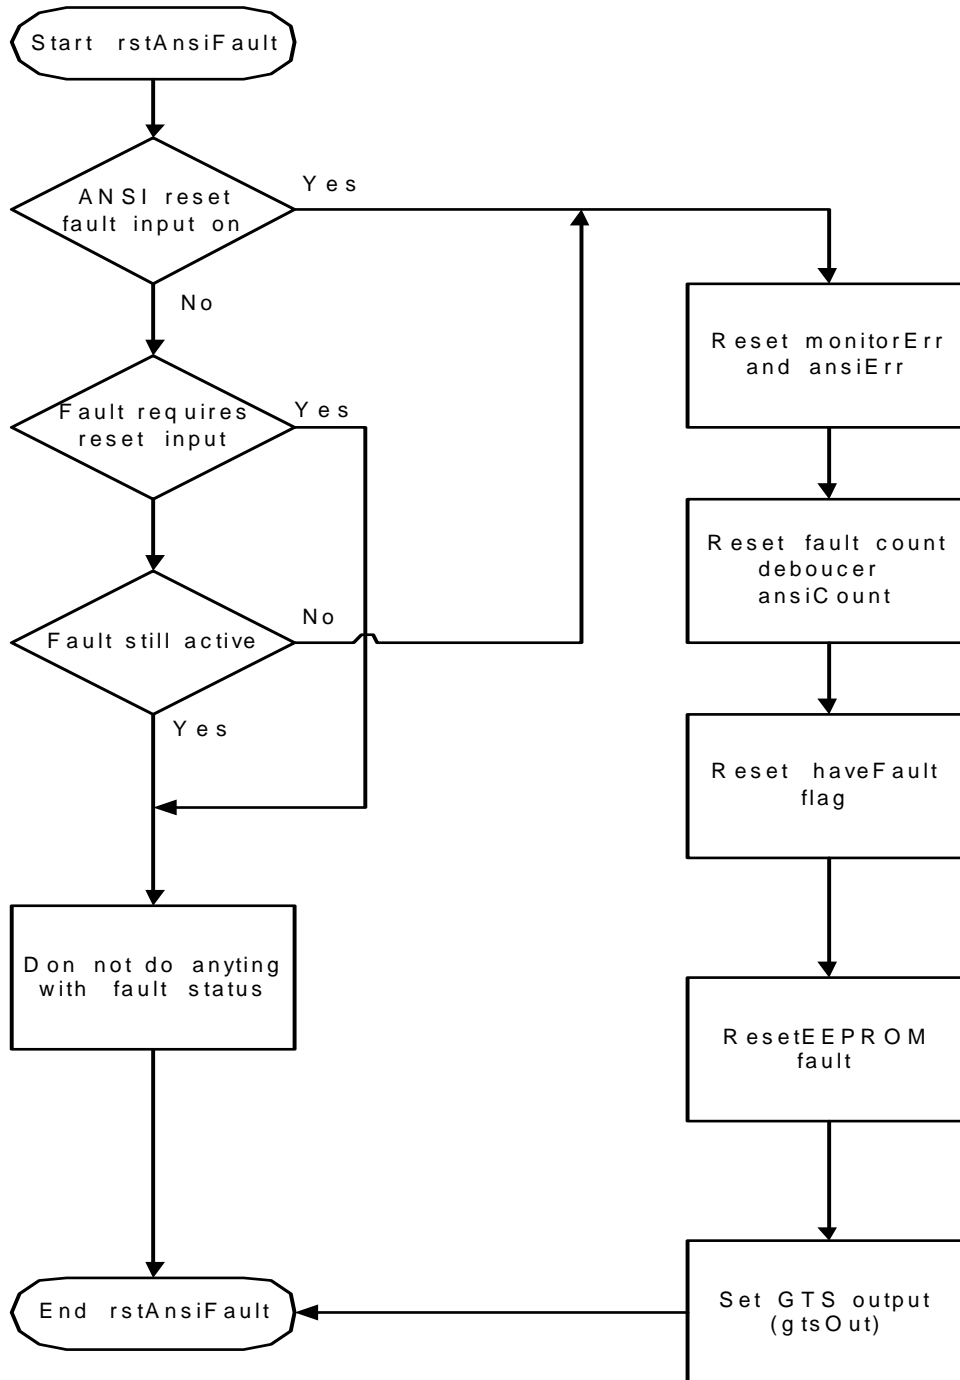 Start rstAnsiFault
ANSI reset
fault input on
Yes
No
Fault requires
reset input
Yes
Fault still active
No
Yes
Don not do anyting
with fault status
End rstAnsiFault
Reset monitorErr
and ansiErr
Reset fault count
deboucer
ansiCount
Reset haveFault
flag
ResetEEPROM
fault
Set GTS output
(gtsOut)